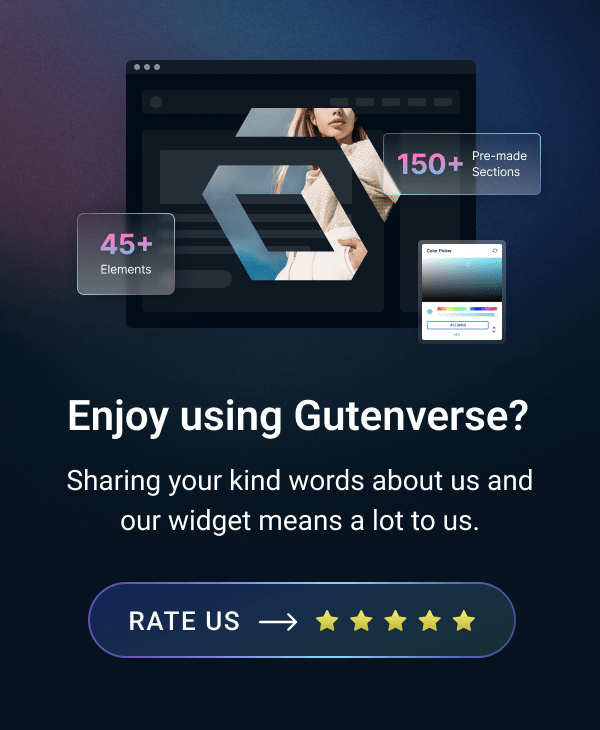 150+
Pre-made
Sections
45+
Elements
Color Picker
HEX
Enjoy using Gutenverse?
Sharing your kind words about us and
our widget means a lot to us.
RATE US